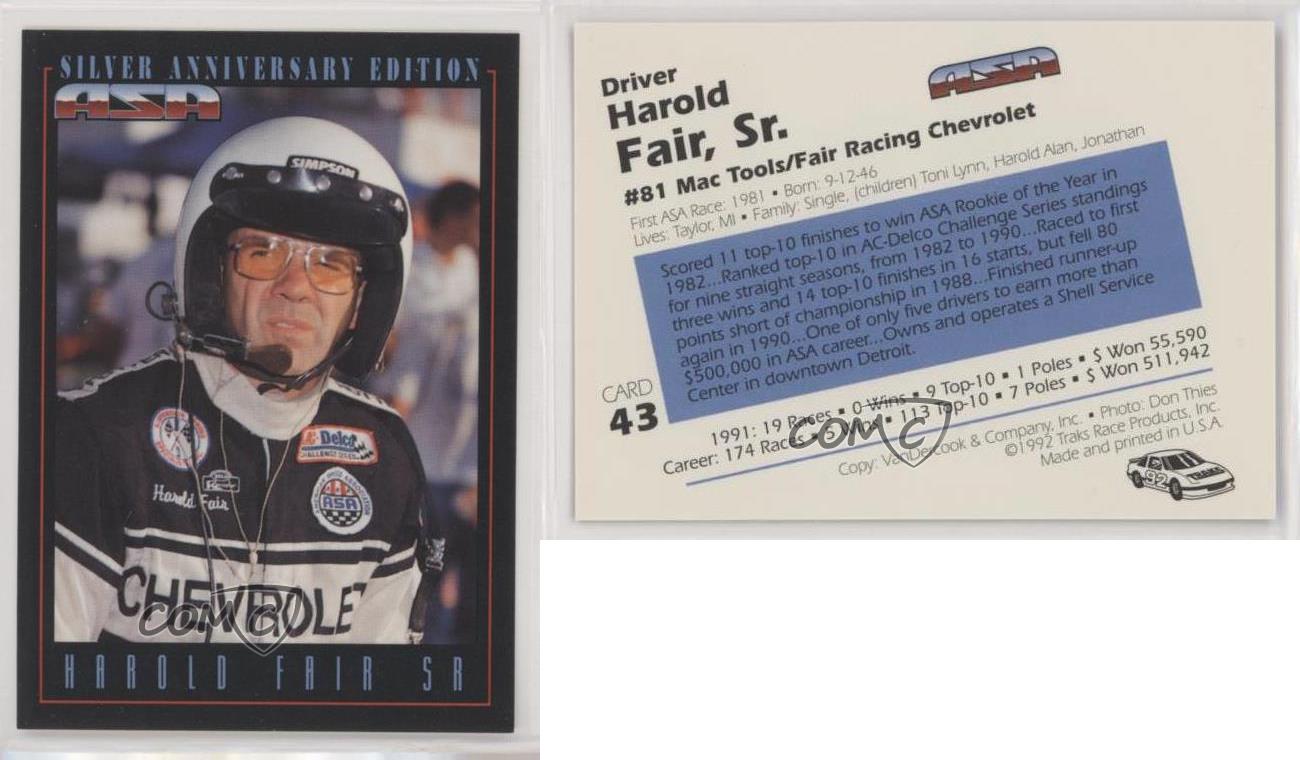 SILVER ANNIVERSARY EDITION
ASA
SIMPSON
AC-Delco
CHALLENGE SERIES
ASA
Harold Fair
CHEVROLET
COMC
HAROLD FAIR SR
ASA
Driver
Harold
Fair, Sr.
#81 Mac Tools/Fair Racing Chevrolet
First ASA Race: 1981 ▪ Born: 9-12-46
Lives: Taylor, MI ▪ Family: Single, (children) Toni Lynn, Harold Alan, Jonathan
Scored 11 top-10 finishes to win ASA Rookie of the Year in
1982...Ranked top-10 in AC-Delco Challenge Series standings
for nine straight seasons, from 1982 to 1990...Raced to first
three wins and 14 top-10 finishes in 16 starts, but fell 80
points short of championship in 1988...Finished runner-up
again in 1990...One of only five drivers to earn more than
$500,000 in ASA career...Owns and operates a Shell Service
Center in downtown Detroit.
CARD
43
1991: 19 Races ▪ 0 Wins ▪ 9 Top-10 ▪ 1 Poles ▪ $ Won 55,590
Career: 174 Races ▪ Wins ▪ 113 Top-10 ▪ 7 Poles ▪ $ Won 511,942
COMC
Copy: VanDerCook & Company, Inc. ▪ Photo: Don Thies
©1992 Traks Race Products, Inc.
Made and printed in U.S.A.
TRAKS
92